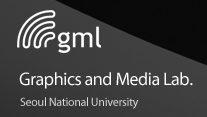 gml
Graphics and Media Lab.
Seoul National University